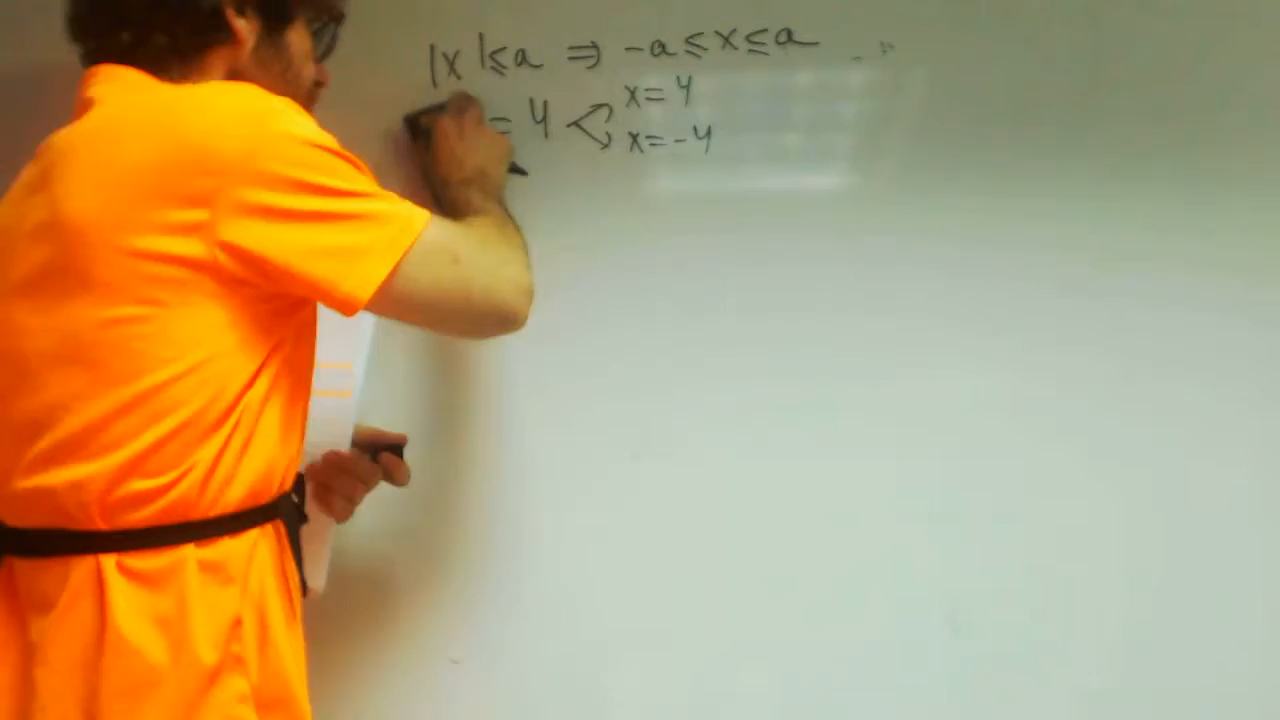 |x|≤a ⇒ -a≤x≤a
= 4 < x=4
x=-4